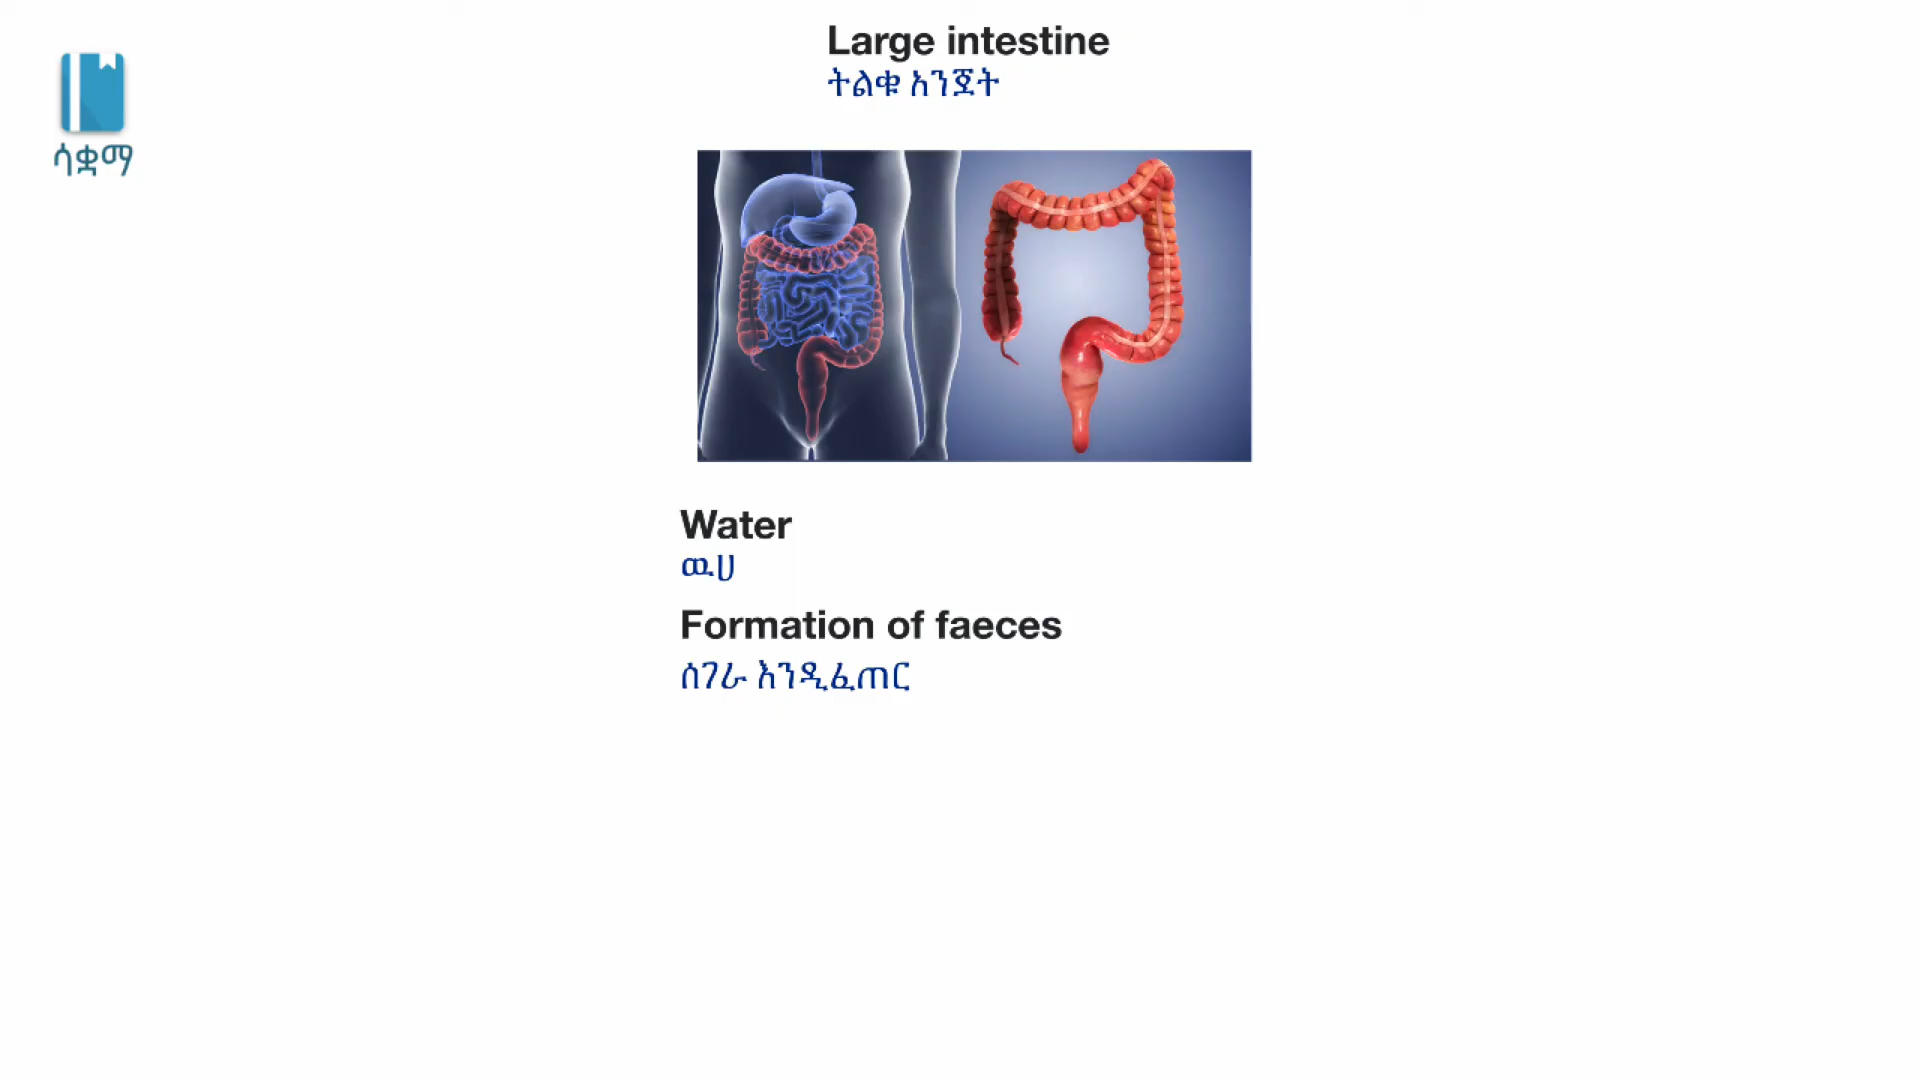 Large intestine
ትልቁ አንጀት
ሳቋማ
Water
ዉሀ
Formation of faeces
ሰገራ እንዲፈጠር